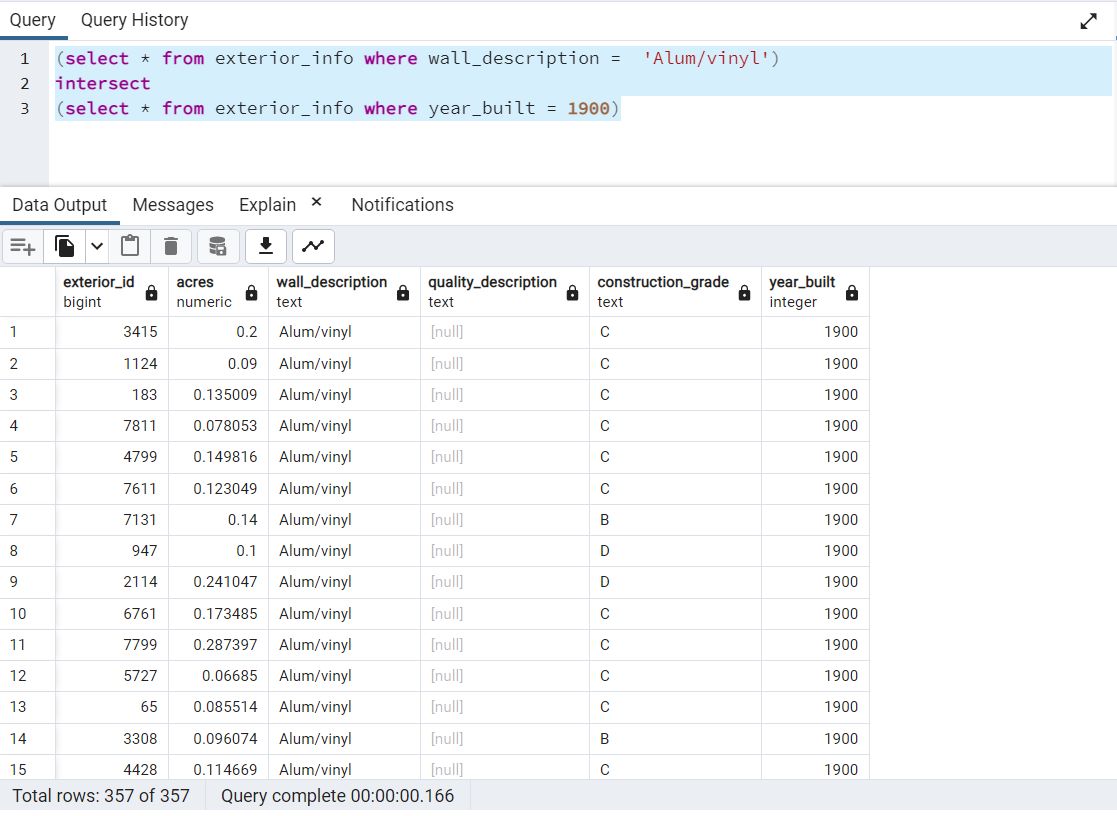 Query Query History
1 (select * from exterior_info where wall_description =  'Alum/vinyl')
2 intersect
3 (select * from exterior_info where year_built = 1900)
Data Output Messages Explain × Notifications
exterior_id acres wall_description quality_description construction_grade year_built
bigint numeric text text text integer
1 3415 0.2 Alum/vinyl [null] C 1900
2 1124 0.09 Alum/vinyl [null] C 1900
3 183 0.135009 Alum/vinyl [null] C 1900
4 7811 0.078053 Alum/vinyl [null] C 1900
5 4799 0.149816 Alum/vinyl [null] C 1900
6 7611 0.123049 Alum/vinyl [null] C 1900
7 7131 0.14 Alum/vinyl [null] B 1900
8 947 0.1 Alum/vinyl [null] D 1900
9 2114 0.241047 Alum/vinyl [null] D 1900
10 6761 0.173485 Alum/vinyl [null] C 1900
11 7799 0.287397 Alum/vinyl [null] C 1900
12 5727 0.06685 Alum/vinyl [null] C 1900
13 65 0.085514 Alum/vinyl [null] C 1900
14 3308 0.096074 Alum/vinyl [null] B 1900
15 4428 0.114669 Alum/vinyl [null] C 1900
Total rows: 357 of 357 Query complete 00:00:00.166